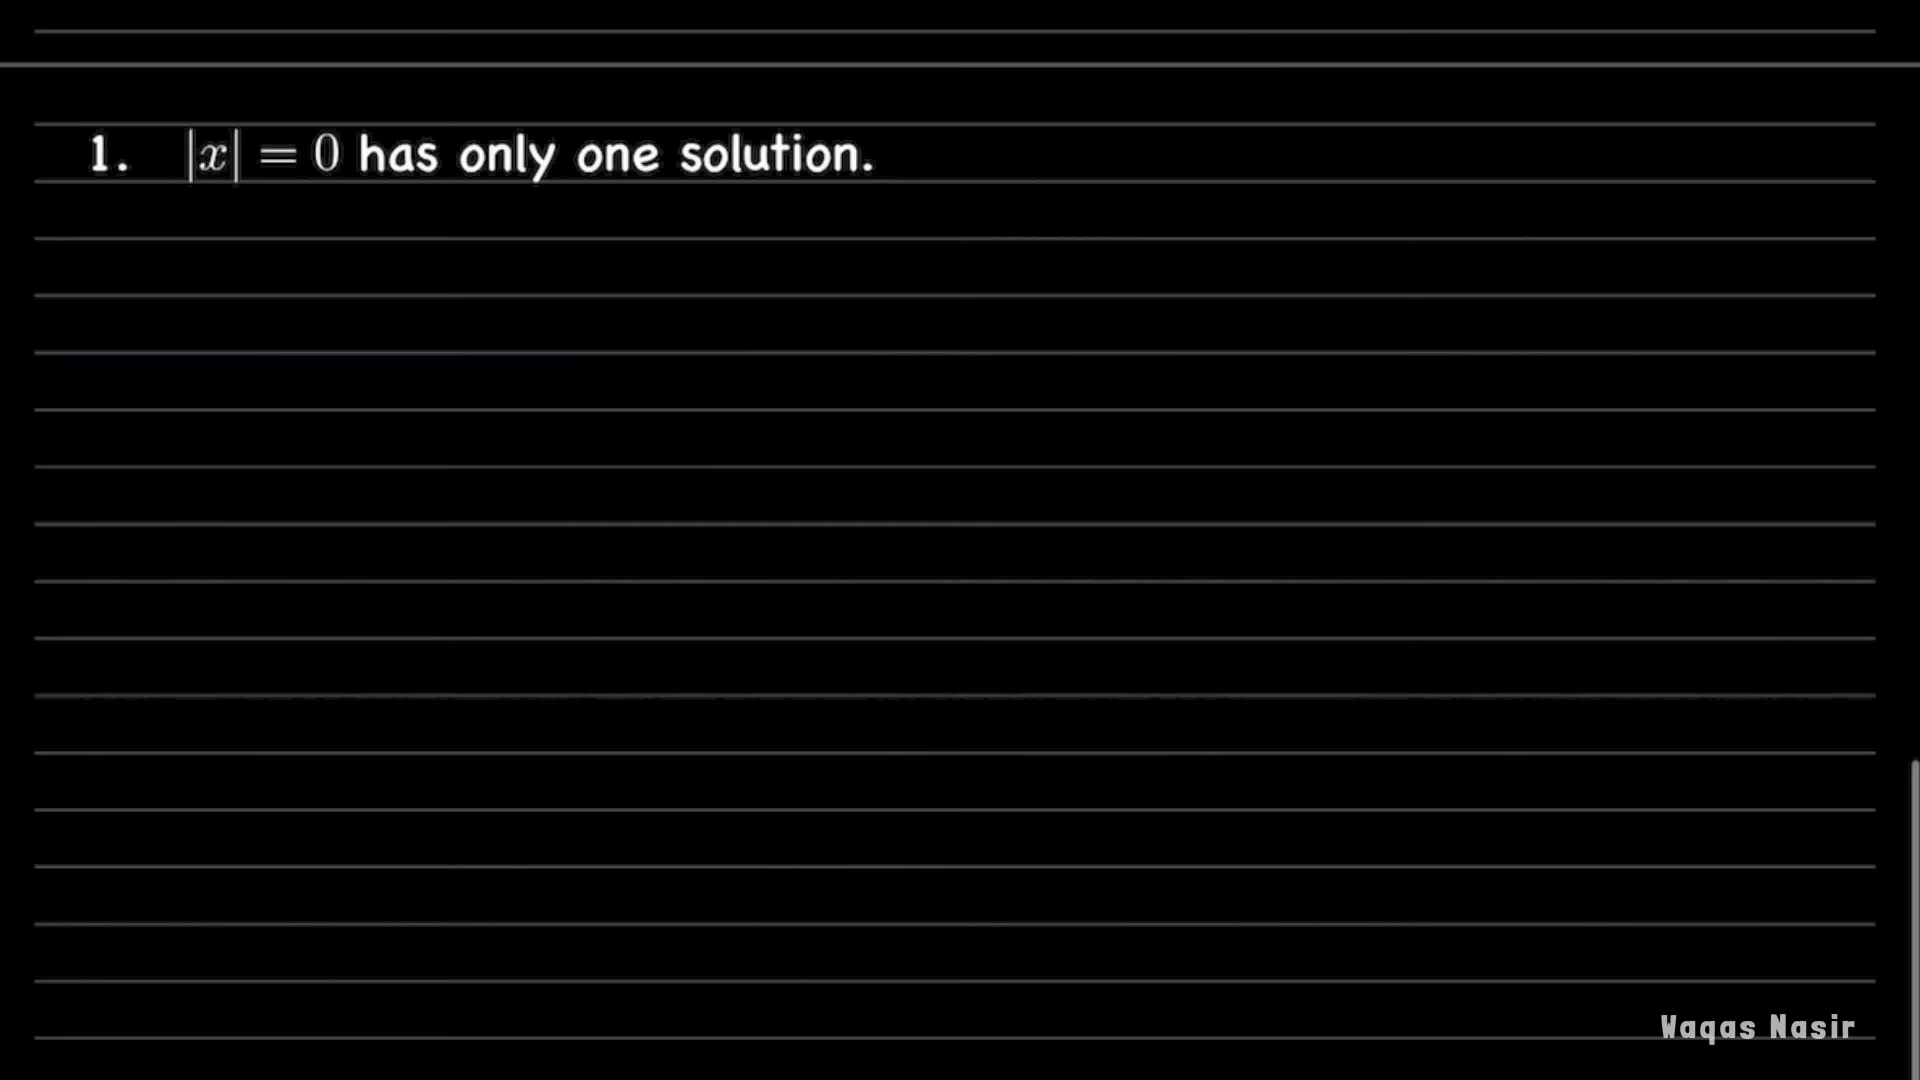 1. |x| = 0 has only one solution.
Waqas Nasir